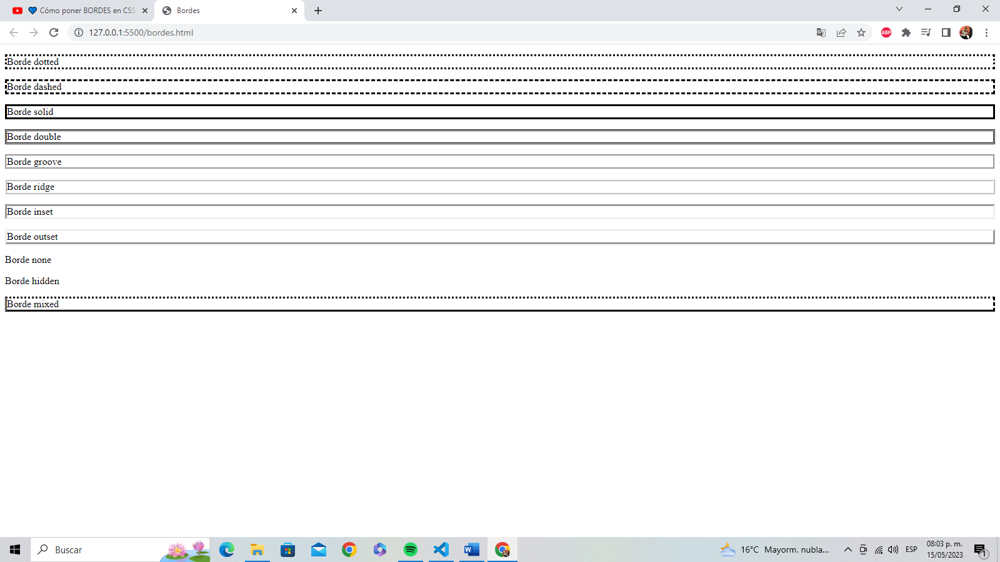 Cómo poner BORDES en CSS
Bordes
127.0.0.1:5500/bordes.html
ABP
Borde dotted
Borde dashed
Borde solid
Borde double
Borde groove
Borde ridge
Borde inset
Borde outset
Borde none
Borde hidden
Borde mixed
Buscar
16°C Mayorm. nubla...
ESP
08:03 p. m.
15/05/2023
1